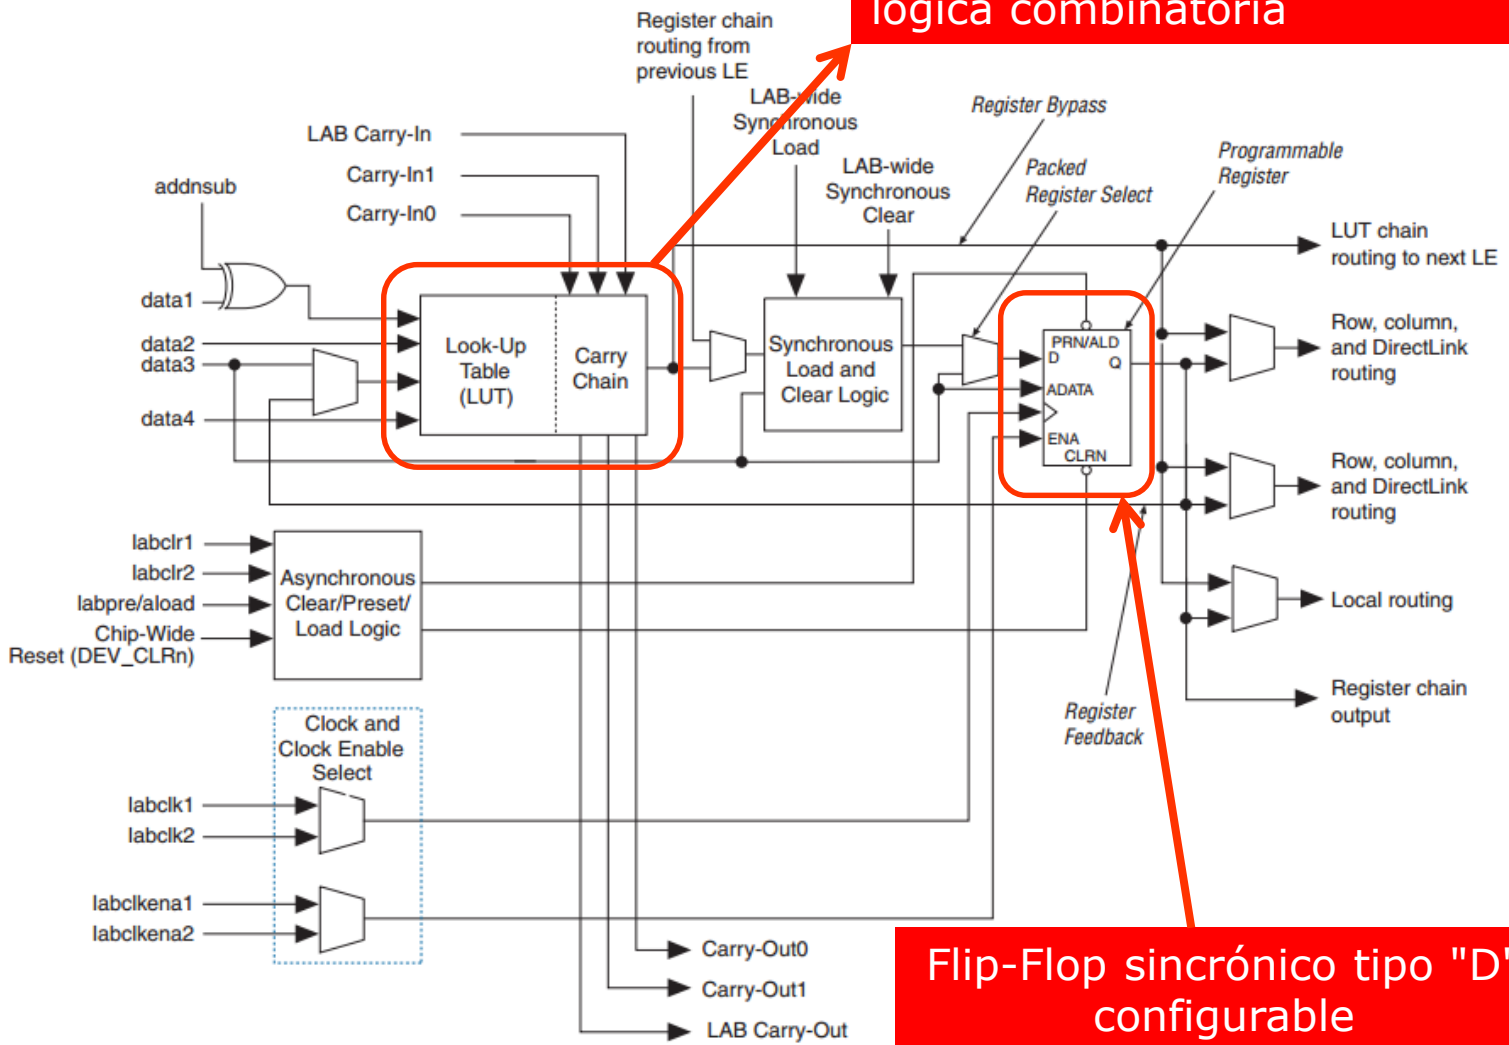 lógica combinatoria
Register chain
routing from
previous LE
LAB-wide
Synchronous
Load
Register Bypass
LAB Carry-In
Carry-In1
Carry-In0
LAB-wide
Synchronous
Clear
Packed
Register Select
Programmable
Register
addnsub
data1
data2
data3
data4
Look-Up
Table
(LUT)
Carry
Chain
Synchronous
Load and
Clear Logic
PRN/ALD
D
Q
ADATA
ENA
CLRN
LUT chain
routing to next LE
Row, column,
and DirectLink
routing
Row, column,
and DirectLink
routing
Local routing
Register chain
output
labclr1
labclr2
labpre/aload
Chip-Wide
Reset (DEV_CLRn)
Asynchronous
Clear/Preset/
Load Logic
Register
Feedback
Clock and
Clock Enable
Select
labclk1
labclk2
labclkena1
labclkena2
Carry-Out0
Carry-Out1
LAB Carry-Out
Flip-Flop sincrónico tipo "D"
configurable